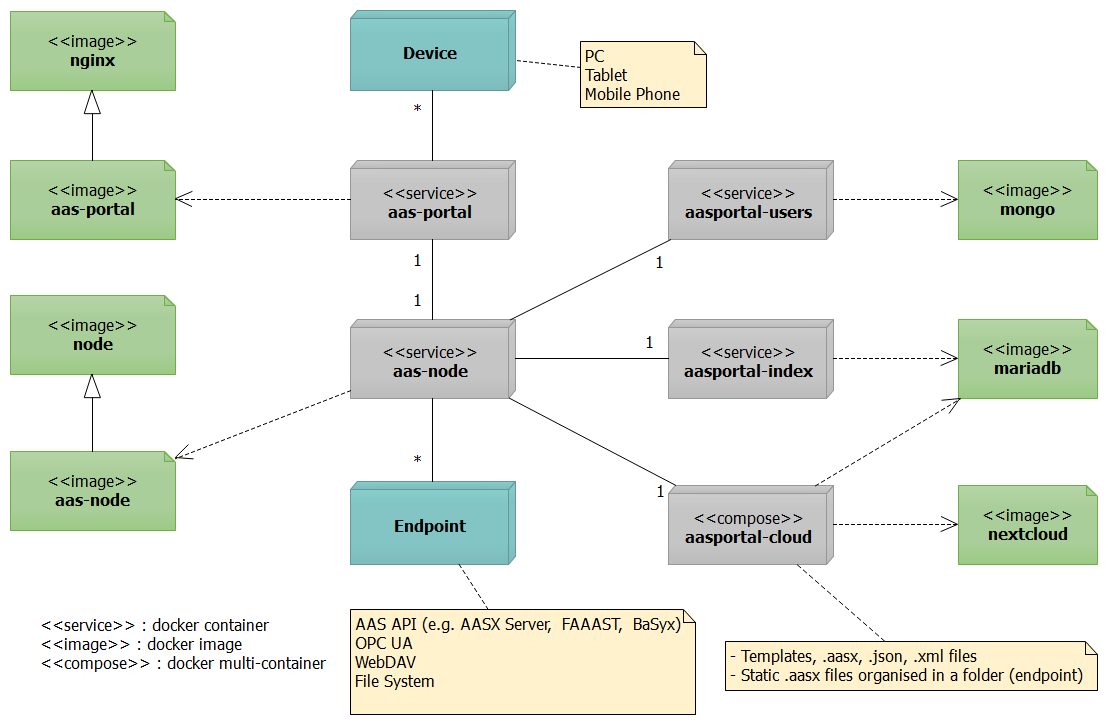 <<image>>
nginx
Device
PC
Tablet
Mobile Phone
*
<<image>>
aas-portal
<<service>>
aas-portal
<<service>>
aasportal-users
<<image>>
mongo
1
1
1
<<image>>
node
<<service>>
aas-node
1
<<service>>
aasportal-index
<<image>>
mariadb
*
1
<<image>>
aas-node
Endpoint
<<compose>>
aasportal-cloud
<<image>>
nextcloud
<<service>> : docker container
<<image>> : docker image
<<compose>> : docker multi-container
AAS API (e.g. AASX Server, FAAAST, BaSyx)
OPC UA
WebDAV
File System
- Templates, .aasx, .json, .xml files
- Static .aasx files organised in a folder (endpoint)